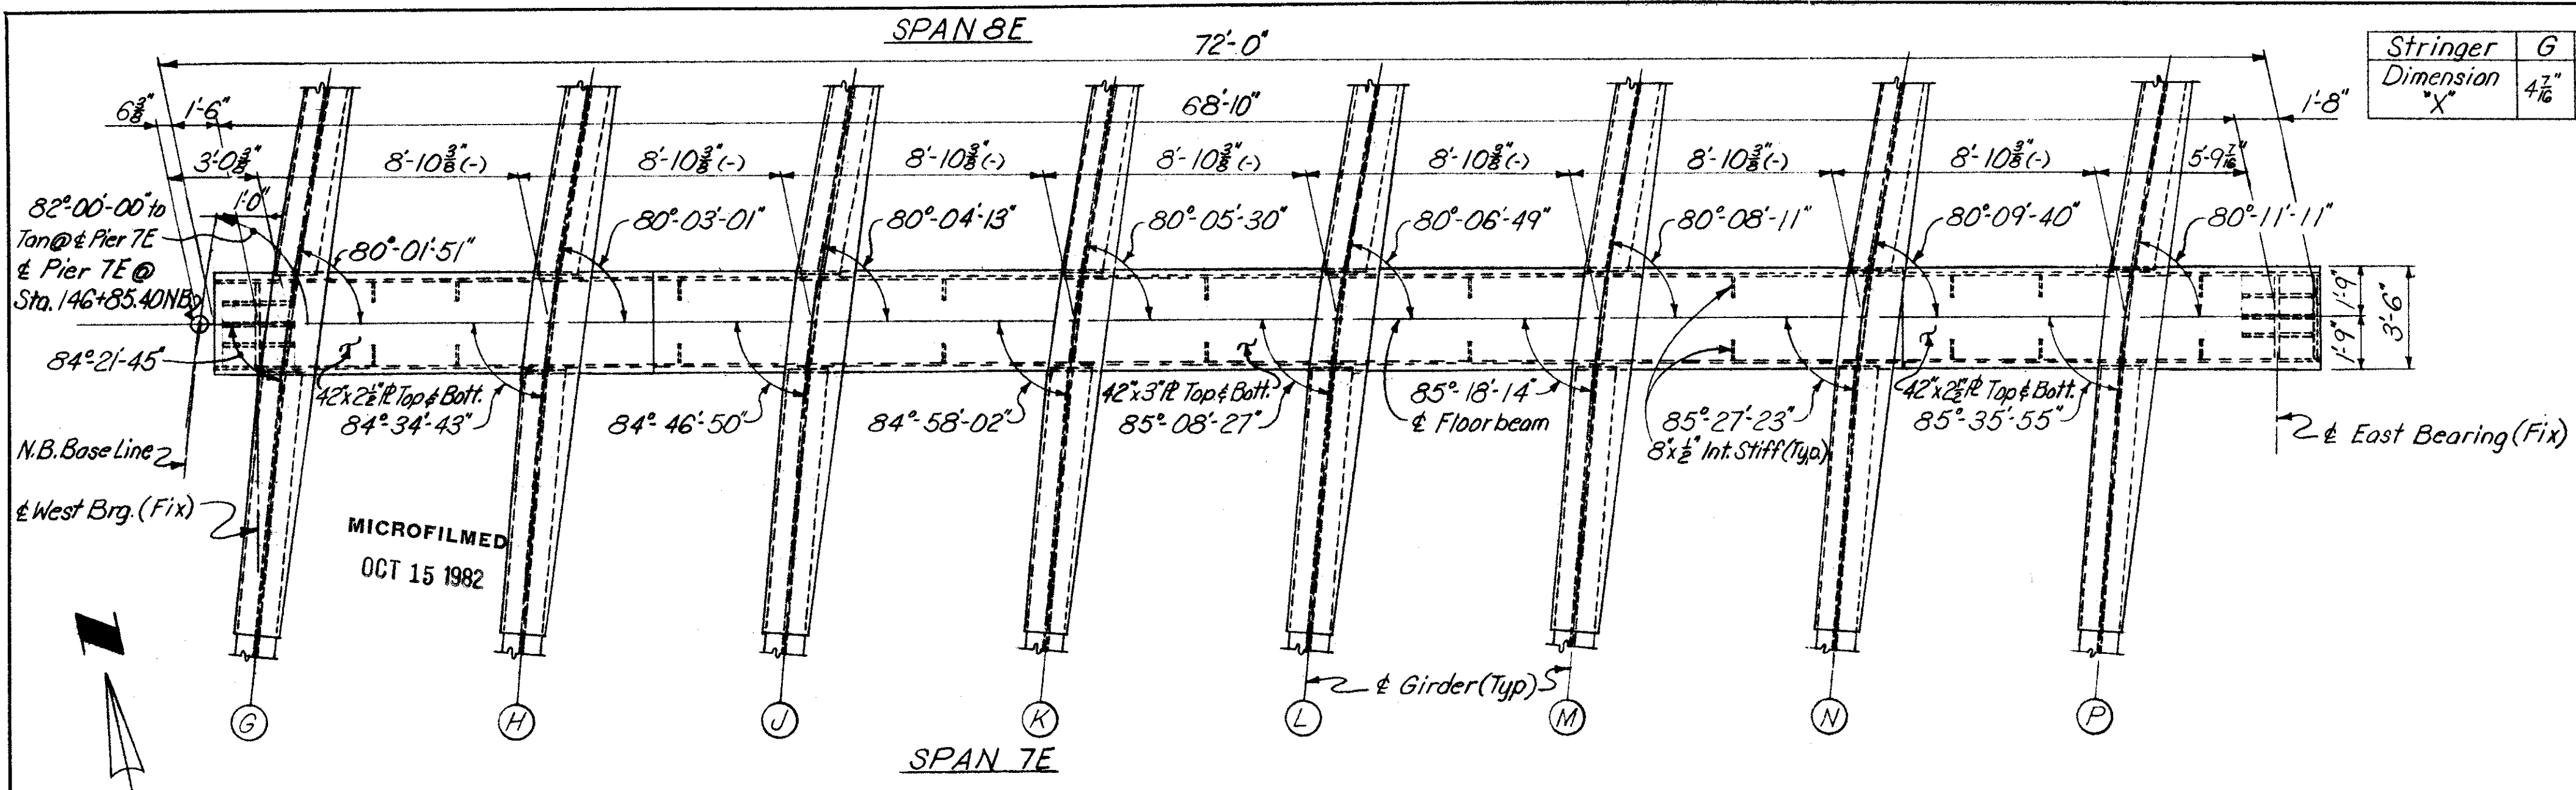 SPAN 8E
72'-0"
Stringer G
Dimension "X" 4 7/16"
6 3/8" 1'-6" 68'-10" 1'-8"
3'-0 3/8" 8'-10 3/8"(-) 8'-10 3/8"(-) 8'-10 3/8"(-) 8'-10 3/8"(-) 8'-10 3/8"(-) 8'-10 3/8"(-) 8'-10 3/8"(-) 5'-9 7/16"
1'-0"
82°-00'-00" to
Tan @ ℄ Pier 7E
℄ Pier 7E @
Sta. 146+85.40 NB
80°-01'-51" 80°-03'-01" 80°-04'-13" 80°-05'-30" 80°-06'-49" 80°-08'-11" 80°-09'-40" 80°-11'-11"
1'-9" 1'-9" 3'-6"
84°-21'-45"
42"x2 1/2" ℞ Top & Bott.
84°-34'-43"
84°-46'-50"
84°-58'-02"
42"x3" ℞ Top & Bott.
85°-08'-27"
85°-18'-14"
℄ Floorbeam
85°-27'-23"
8"x 1/2" Int. Stiff (Typ.)
42"x2 1/2" ℞ Top & Bott.
85°-35'-55"
℄ East Bearing (Fix)
N.B. Base Line
℄ West Brg. (Fix)
MICROFILMED
OCT 15 1982
℄ Girder (Typ)
G H J K L M N P
SPAN 7E